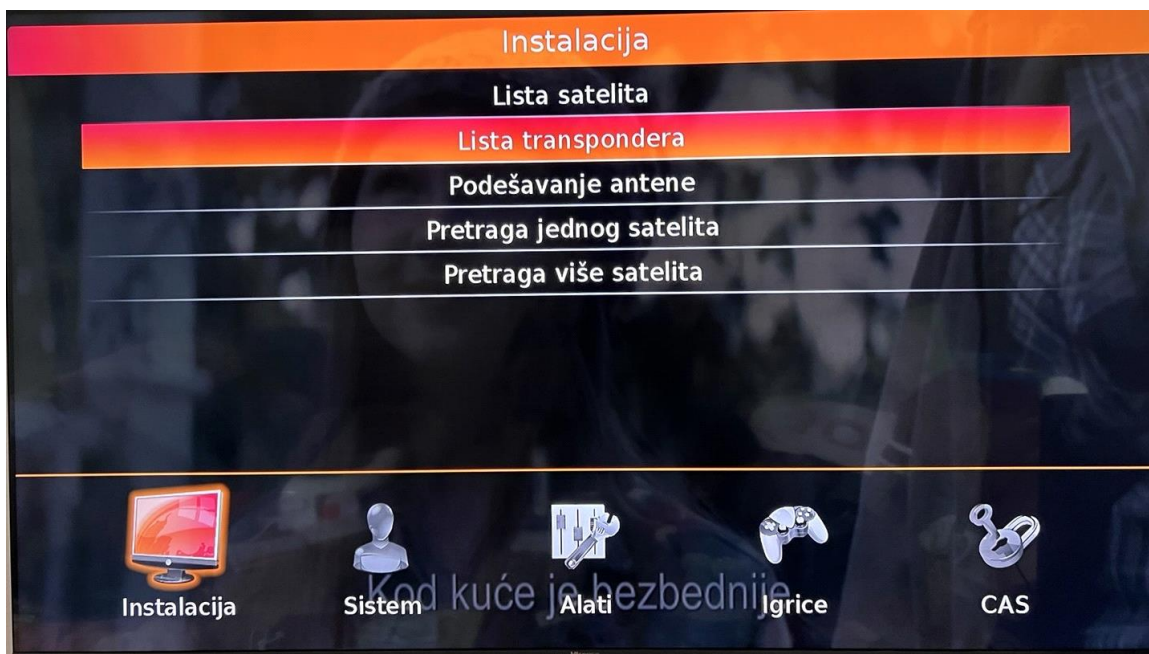 Instalacija
Lista satelita
Lista transpondera
Podešavanje antene
Pretraga jednog satelita
Pretraga više satelita
Kod kuće je bezbednije
Instalacija Sistem Alati Igrice CAS